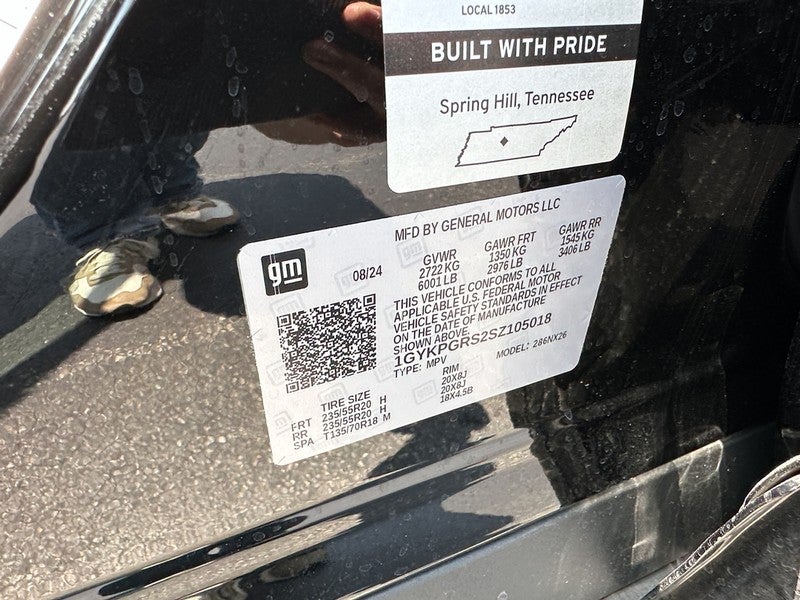 LOCAL 1853
BUILT WITH PRIDE
Spring Hill, Tennessee
MFD BY GENERAL MOTORS LLC
gm
08/24
GVWR
2722 KG
6001 LB
GAWR FRT
1350 KG
2976 LB
GAWR RR
1545 KG
3406 LB
THIS VEHICLE CONFORMS TO ALL
APPLICABLE U.S. FEDERAL MOTOR
VEHICLE SAFETY STANDARDS IN EFFECT
ON THE DATE OF MANUFACTURE
SHOWN ABOVE.
1GYKPGRS2SZ105018
TYPE: MPV
MODEL: 286NX26
TIRE SIZE RIM
FRT 235/55R20 H 20X8J
RR 235/55R20 H 20X8J
SPA T135/70R18 M 18X4.5B